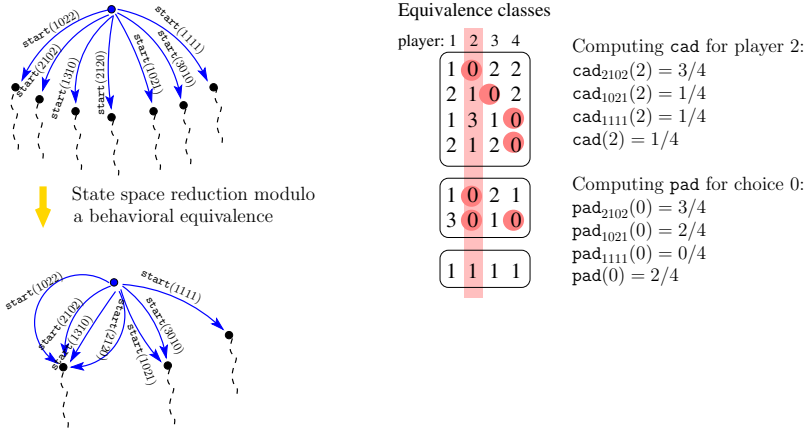 start(1022)
start(2102)
start(1310)
start(2120)
start(1021)
start(3010)
start(1111)
State space reduction modulo
a behavioral equivalence
start(1022)
start(2102)
start(1310)
start(2120)
start(1021)
start(3010)
start(1111)
Equivalence classes
player: 1 2 3 4
1 0 2 2
2 1 0 2
1 3 1 0
2 1 2 0
1 0 2 1
3 0 1 0
1 1 1 1
Computing cad for player 2:
cad₂₁₀₂(2) = 3/4
cad₁₀₂₁(2) = 1/4
cad₁₁₁₁(2) = 1/4
cad(2) = 1/4
Computing pad for choice 0:
pad₂₁₀₂(0) = 3/4
pad₁₀₂₁(0) = 2/4
pad₁₁₁₁(0) = 0/4
pad(0) = 2/4